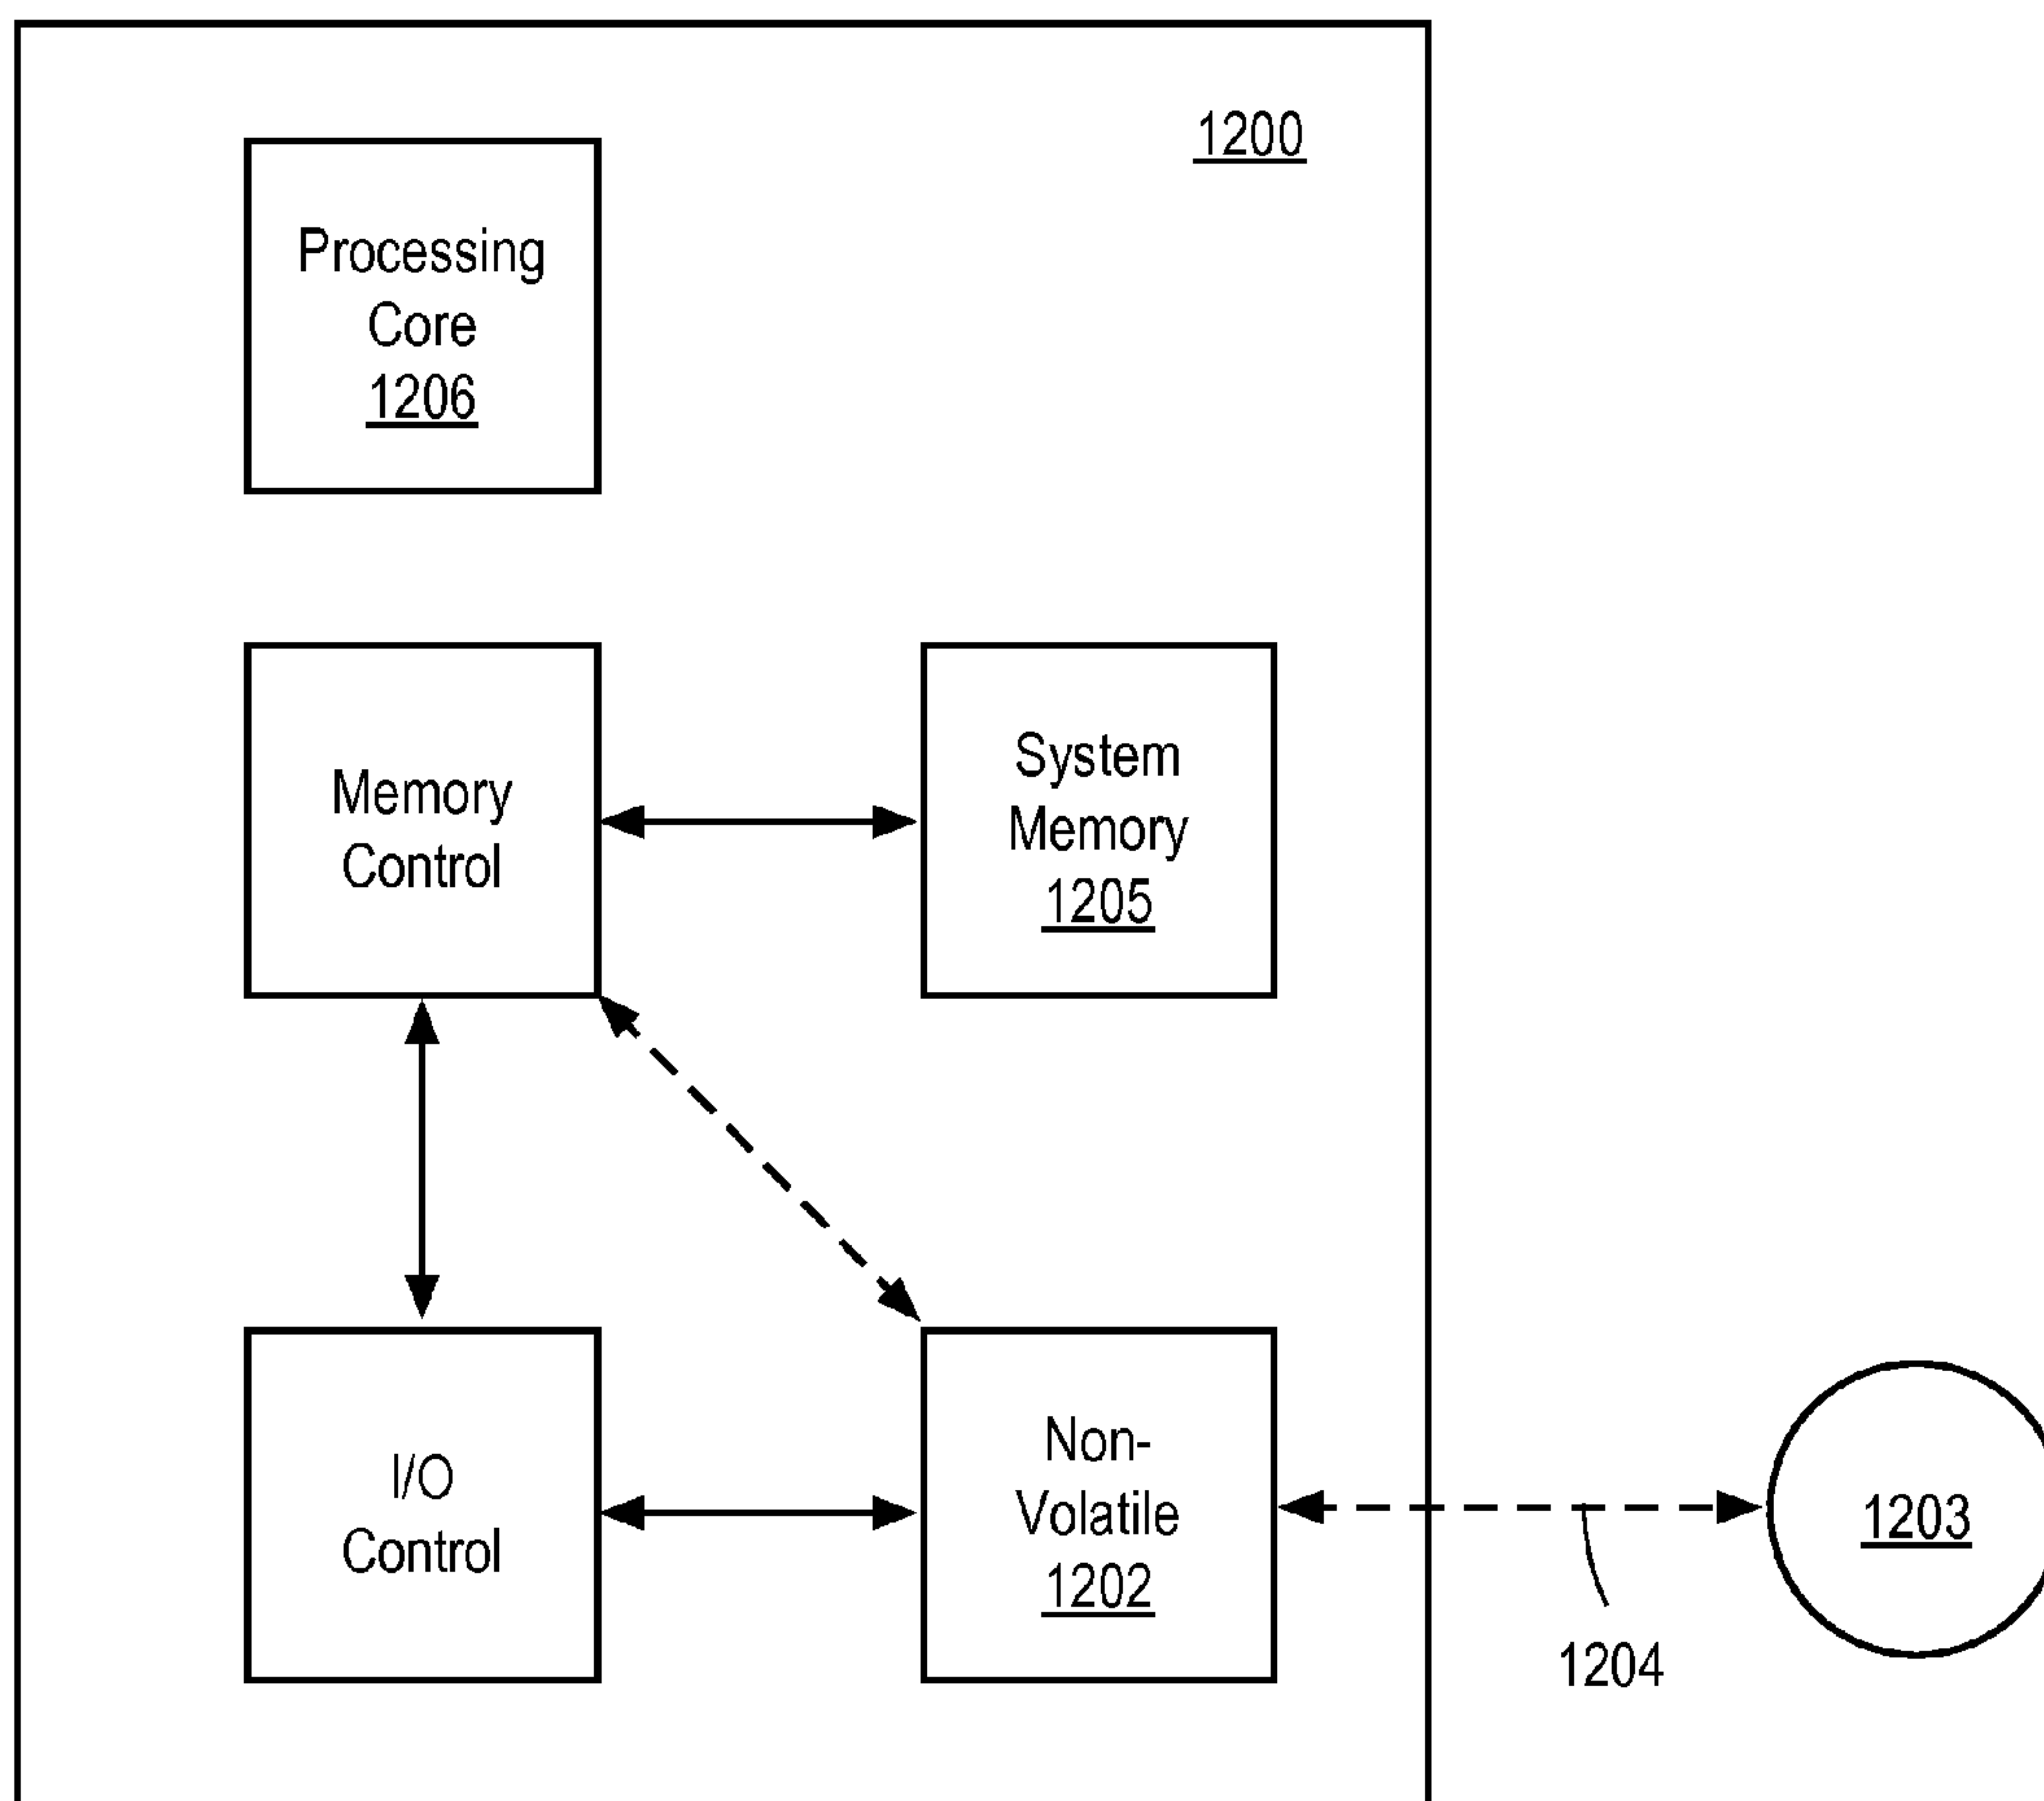 1200
Processing
Core
1206
Memory
Control
System
Memory
1205
I/O
Control
Non-
Volatile
1202
1203
1204